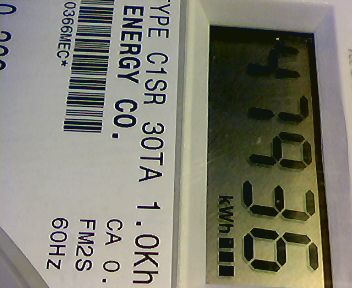 47936
kWh
TYPE C1SR 30TA 1.0Kh
ENERGY CO.
CA 0.
0366MEC*
FM2S
60HZ